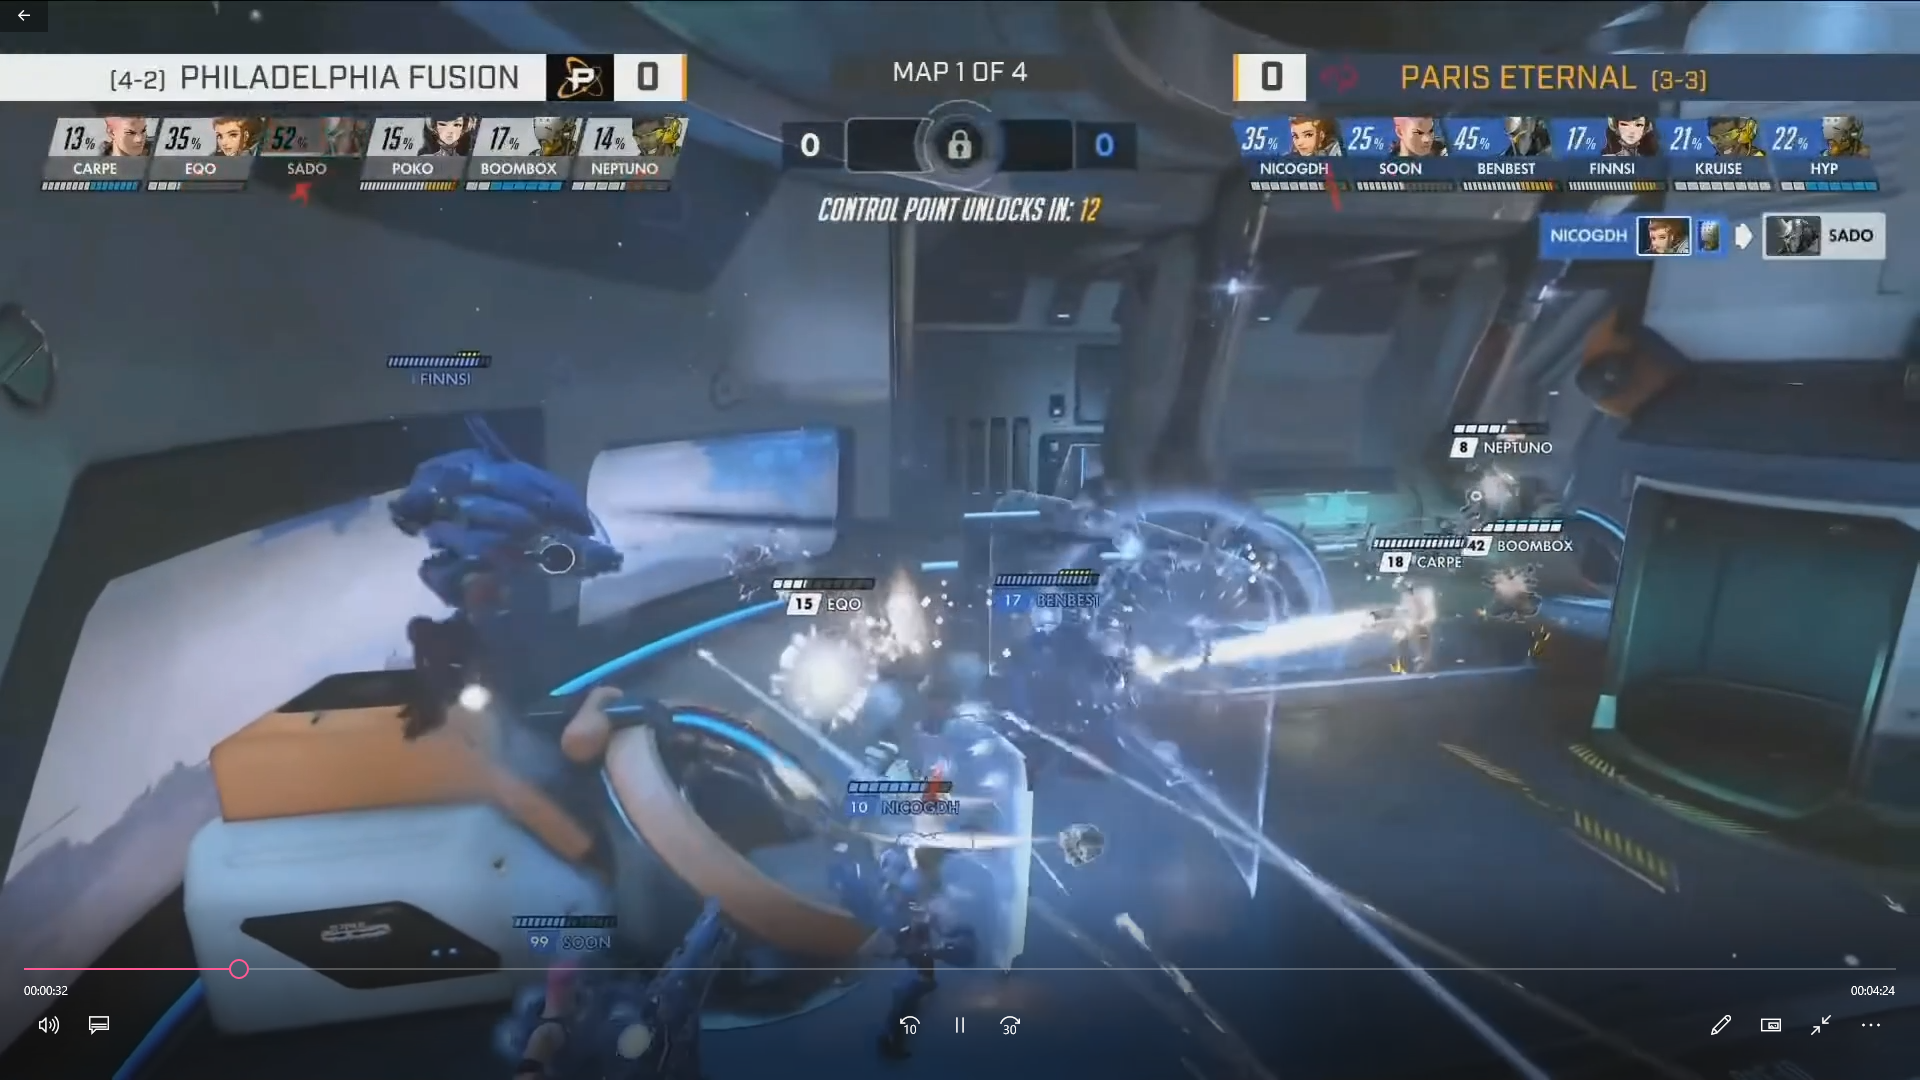 [4-2] PHILADELPHIA FUSION 0
MAP 1 OF 4
0 PARIS ETERNAL [3-3]
13% 35% 52% 15% 17% 14%
CARPE EQO SADO POKO BOOMBOX NEPTUNO
0 0
35% 25% 45% 17% 21% 22%
NICOGDH SOON BENBEST FINNSI KRUISE HYP
CONTROL POINT UNLOCKS IN: 12
NICOGDH SADO
FINNSI
8 NEPTUNO
42 BOOMBOX
18 CARPE
15 EQO
17 BENBEST
10 NICOGDH
99 SOON
00:00:32
00:04:24
10
30